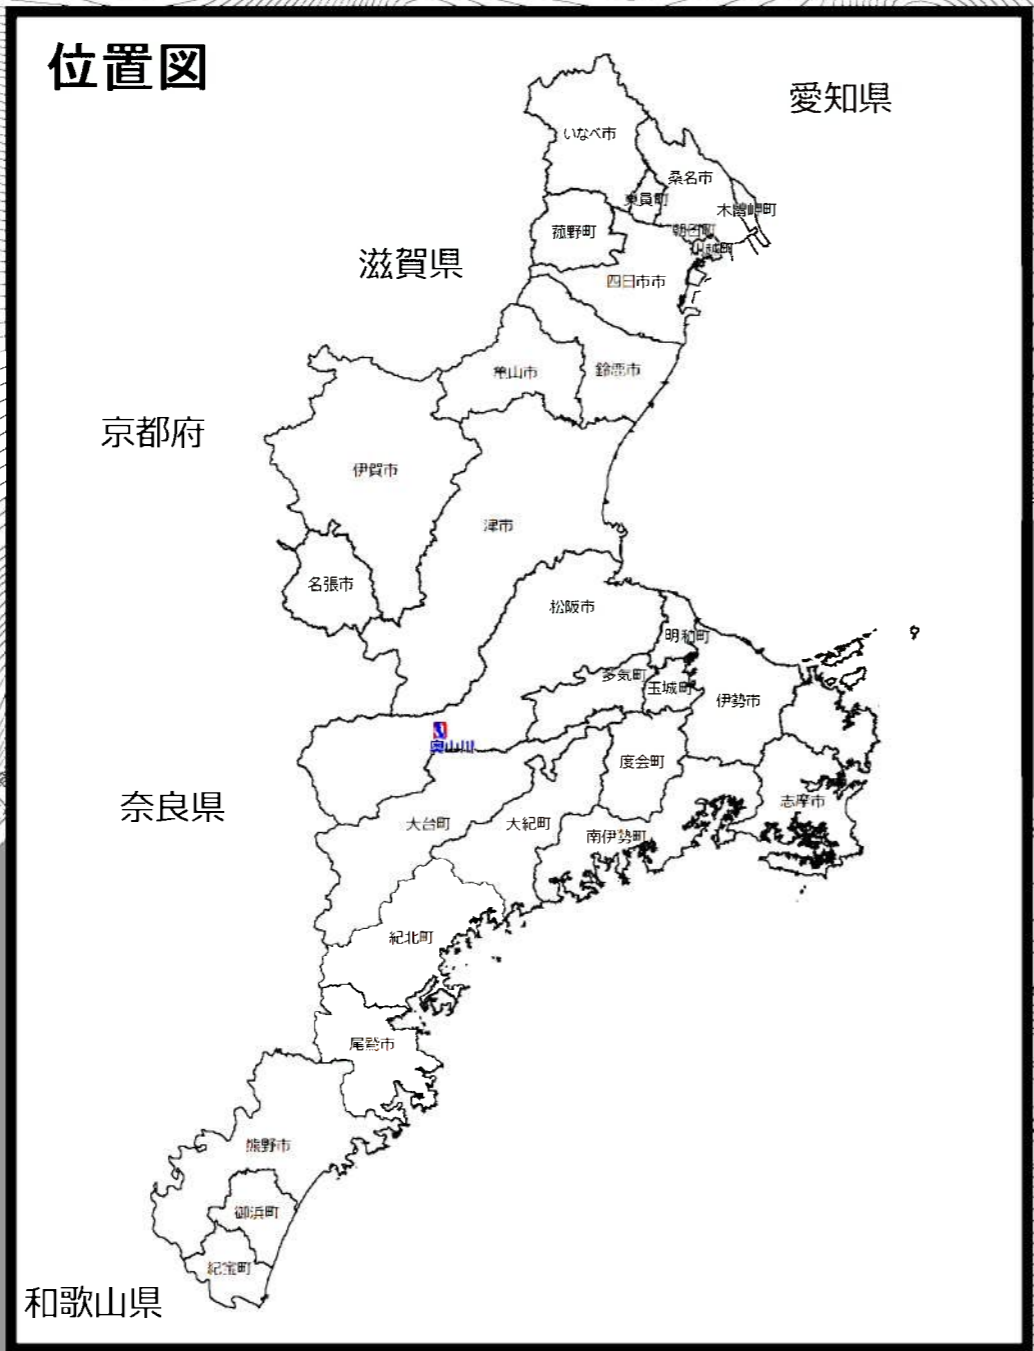 位置図
愛知県
いなべ市
桑名市
東員町
木曽岬町
菰野町
朝日町
川越町
滋賀県
四日市市
亀山市
鈴鹿市
京都府
伊賀市
津市
名張市
松阪市
明和町
多気町
玉城町
伊勢市
奥山川
度会町
奈良県
志摩市
大台町
大紀町
南伊勢町
紀北町
尾鷲市
熊野市
御浜町
紀宝町
和歌山県